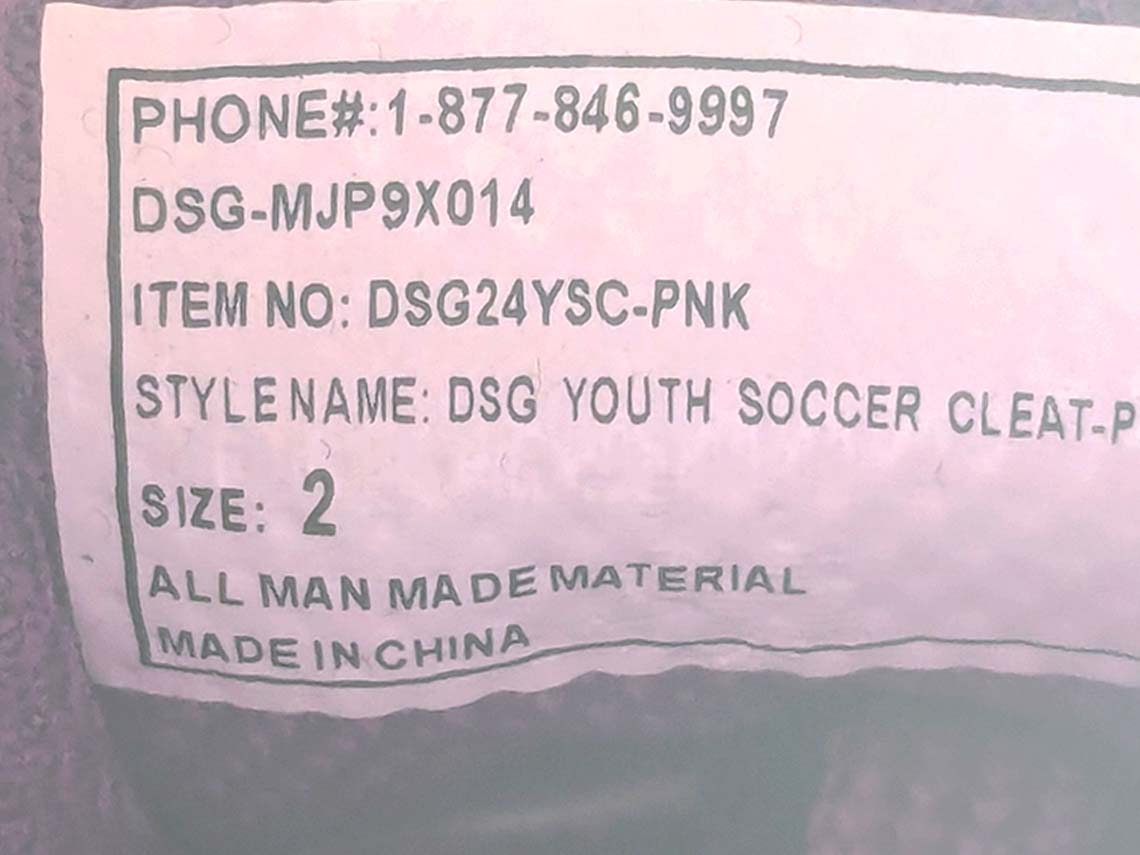 PHONE#:1-877-846-9997
DSG-MJP9X014
ITEM NO: DSG24YSC-PNK
STYLE NAME: DSG YOUTH SOCCER CLEAT-P
SIZE: 2
ALL MAN MADE MATERIAL
MADE IN CHINA